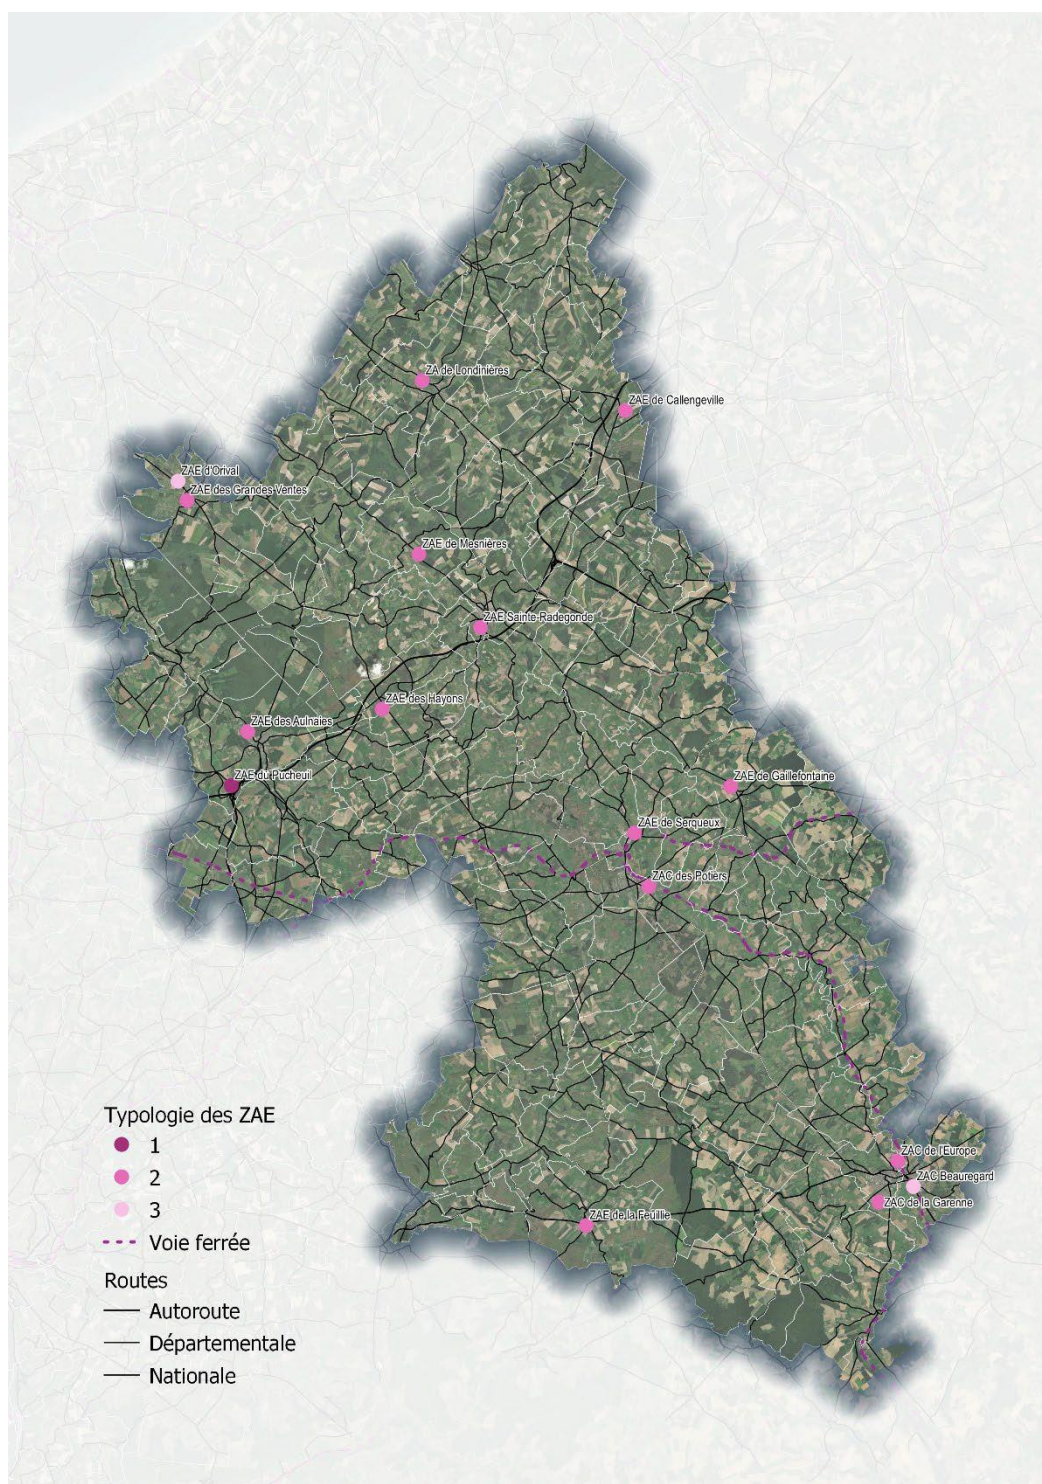 ZA de Londinières
ZAE de Callengeville
ZAE d'Orival
ZAE des Grandes-Ventes
ZAE de Mesnières
ZAE Sainte-Radegonde
ZAE des Hayons
ZAE des Aulnaies
ZAE du Pucheuil
ZAE de Gaillefontaine
ZAE de Serqueux
ZAC des Potiers
ZAC de l'Europe
ZAC Beauregard
ZAC de la Garenne
ZAE de la Feuillie
Typologie des ZAE
1
2
3
Voie ferrée
Routes
Autoroute
Départementale
Nationale